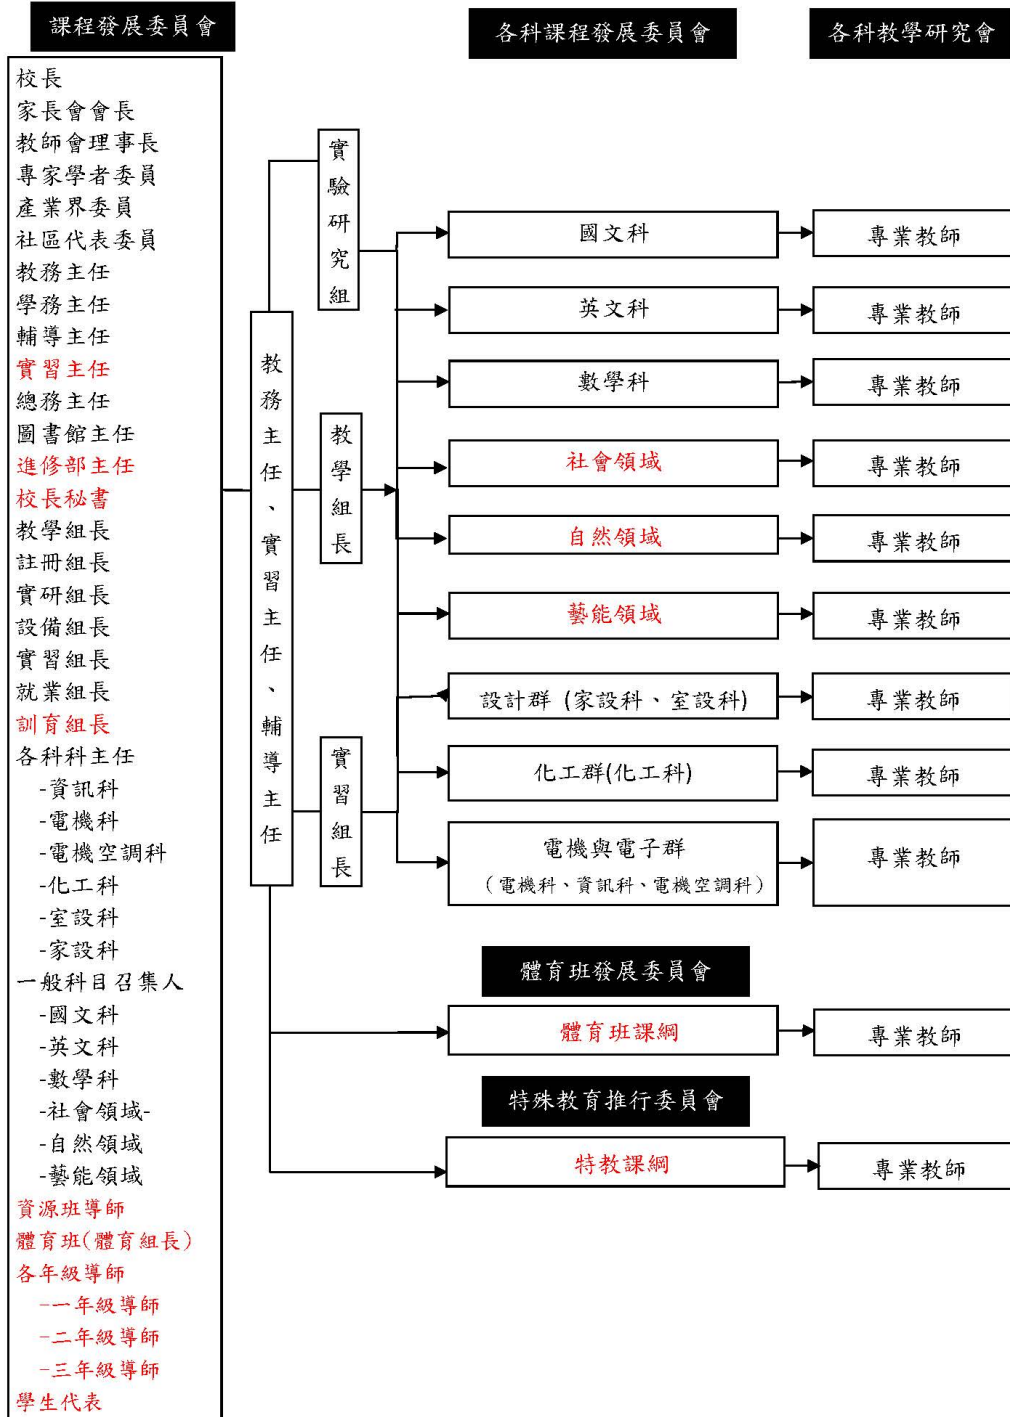 課程發展委員會
校長
家長會會長
教師會理事長
專家學者委員
產業界委員
社區代表委員
教務主任
學務主任
輔導主任
實習主任
總務主任
圖書館主任
進修部主任
校長秘書
教學組長
註冊組長
實研組長
設備組長
實習組長
就業組長
訓育組長
各科科主任
-資訊科
-電機科
-電機空調科
-化工科
-室設科
-家設科
一般科目召集人
-國文科
-英文科
-數學科
-社會領域-
-自然領域
-藝能領域
資源班導師
體育班(體育組長)
各年級導師
-一年級導師
-二年級導師
-三年級導師
學生代表
教務主任、實習主任、輔導主任
實驗研究組
教學組長
實習組長
各科課程發展委員會
各科教學研究會
國文科
專業教師
英文科
專業教師
數學科
專業教師
社會領域
專業教師
自然領域
專業教師
藝能領域
專業教師
設計群 (家設科、室設科)
專業教師
化工群(化工科)
專業教師
電機與電子群
（電機科、資訊科、電機空調科）
專業教師
體育班發展委員會
體育班課綱
專業教師
特殊教育推行委員會
特教課綱
專業教師